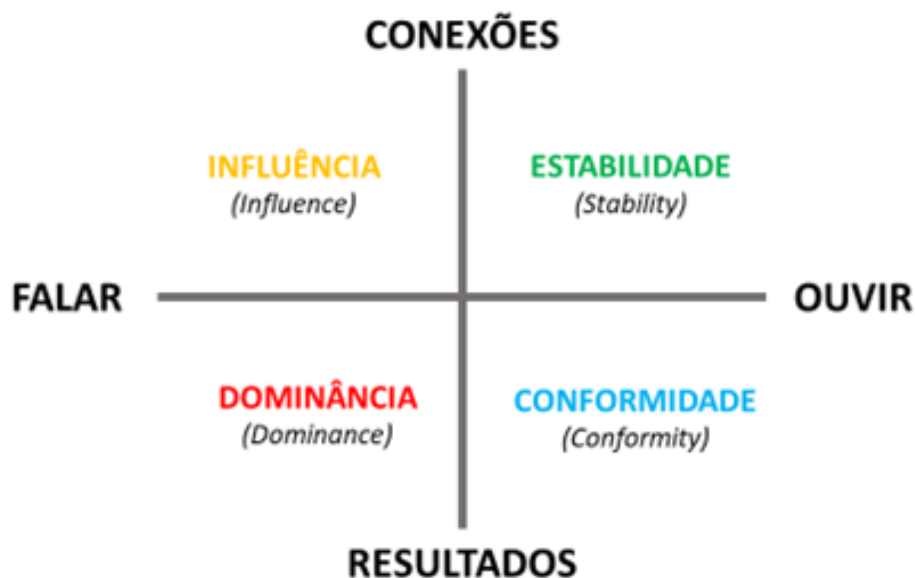 CONEXÕES
INFLUÊNCIA
(Influence)
ESTABILIDADE
(Stability)
FALAR
OUVIR
DOMINÂNCIA
(Dominance)
CONFORMIDADE
(Conformity)
RESULTADOS